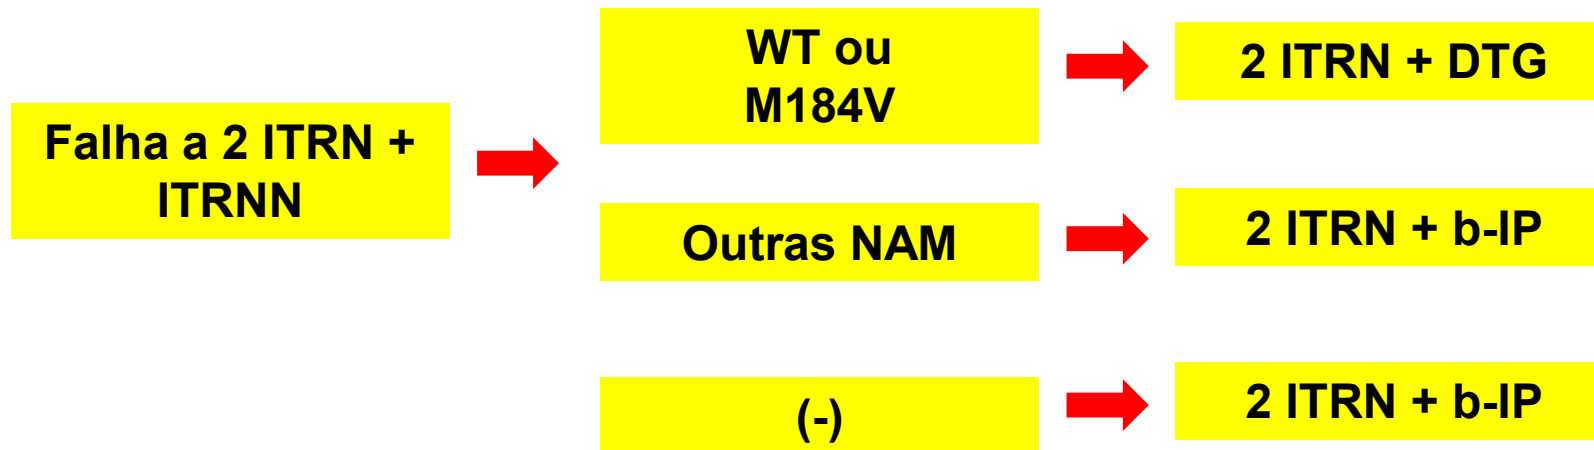 Falha a 2 ITRN +
ITRNN
WT ou
M184V
2 ITRN + DTG
Outras NAM
2 ITRN + b-IP
(-)
2 ITRN + b-IP